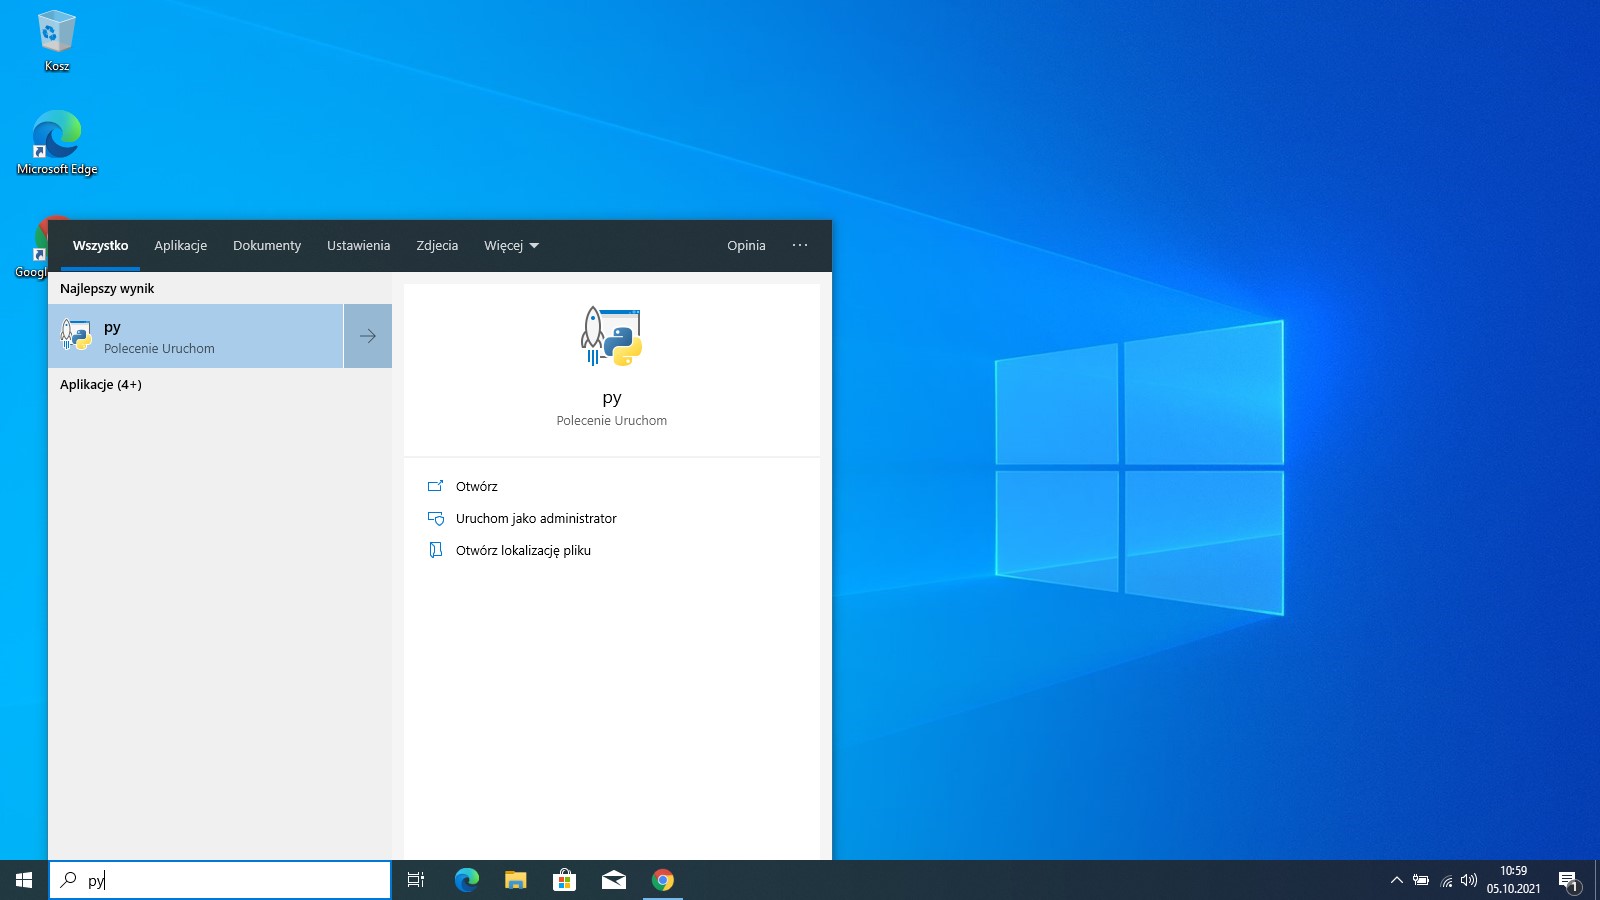 Kosz
Microsoft Edge
Googl
Wszystko Aplikacje Dokumenty Ustawienia Zdjecia Więcej Opinia ...
Najlepszy wynik
py
Polecenie Uruchom
Aplikacje (4+)
py
Polecenie Uruchom
Otwórz
Uruchom jako administrator
Otwórz lokalizację pliku
py
10:59
05.10.2021
1